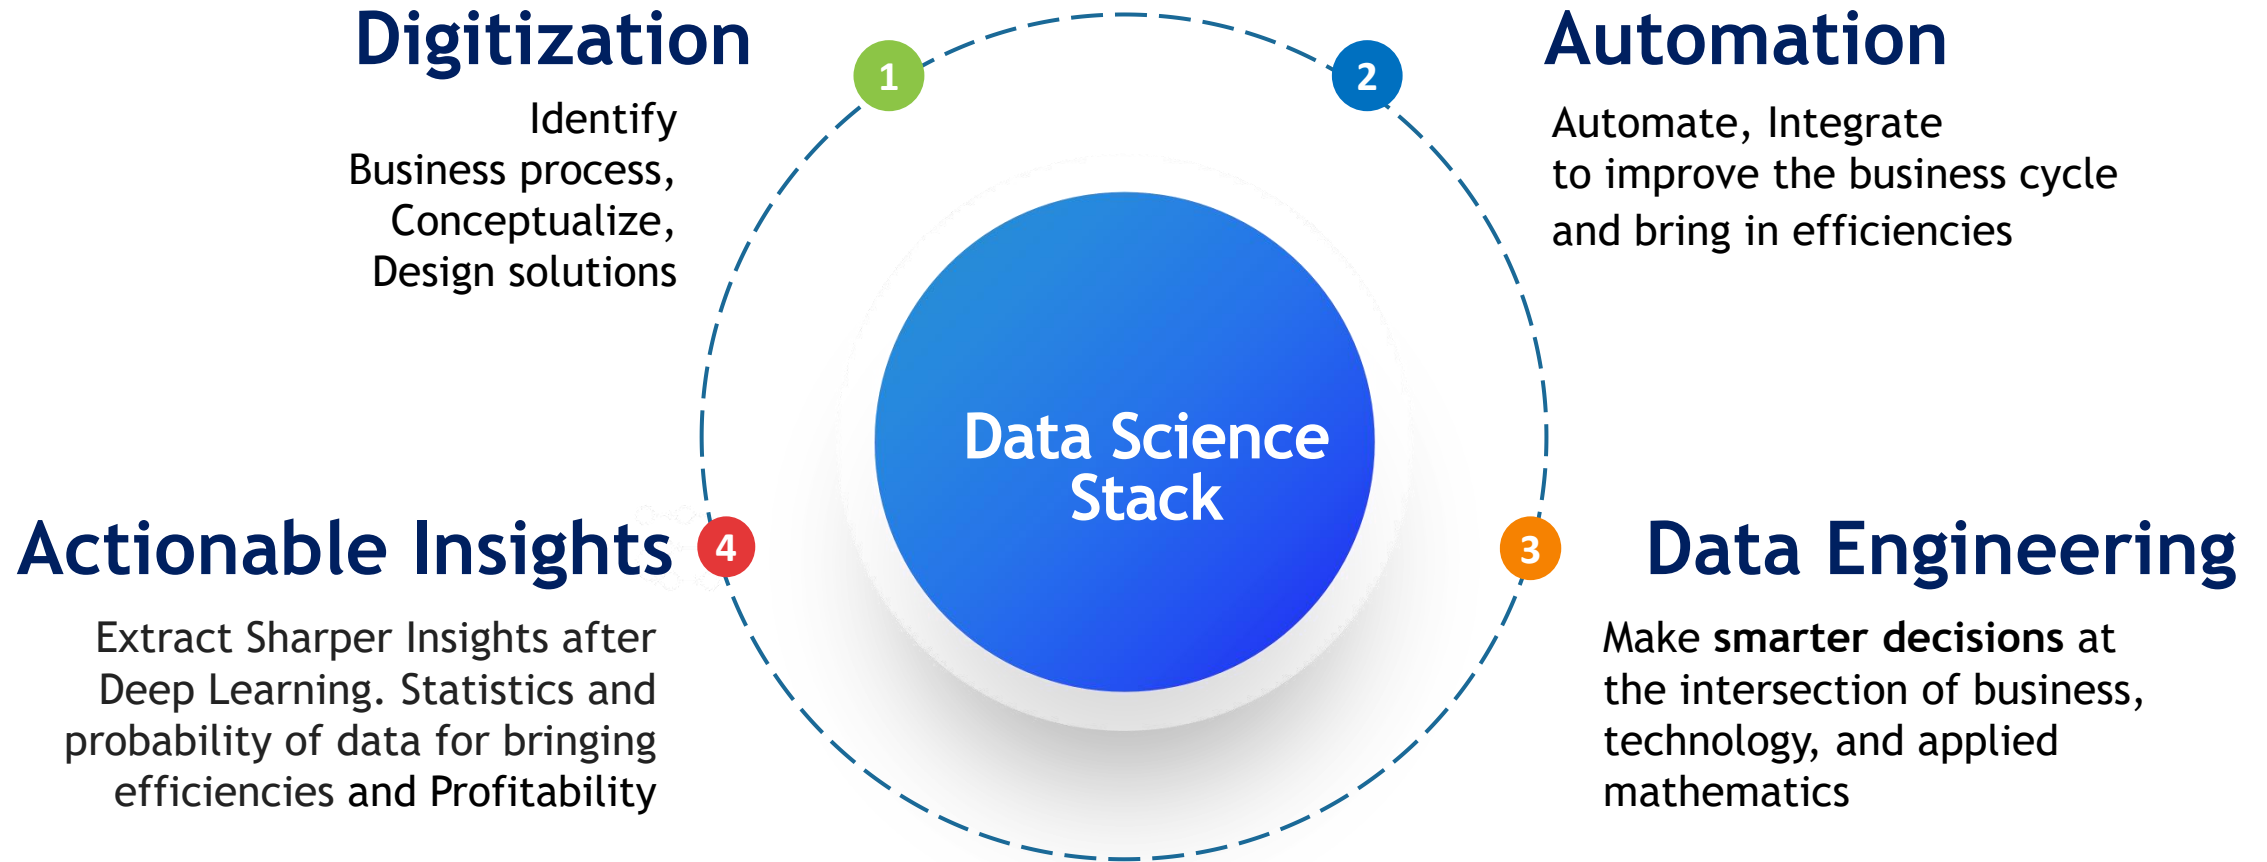 Digitization
1
Identify
Business process,
Conceptualize,
Design solutions
2
Automation
Automate, Integrate
to improve the business cycle
and bring in efficiencies
Data Science
Stack
3
Data Engineering
Make smarter decisions at
the intersection of business,
technology, and applied
mathematics
Actionable Insights
4
Extract Sharper Insights after
Deep Learning. Statistics and
probability of data for bringing
efficiencies and Profitability